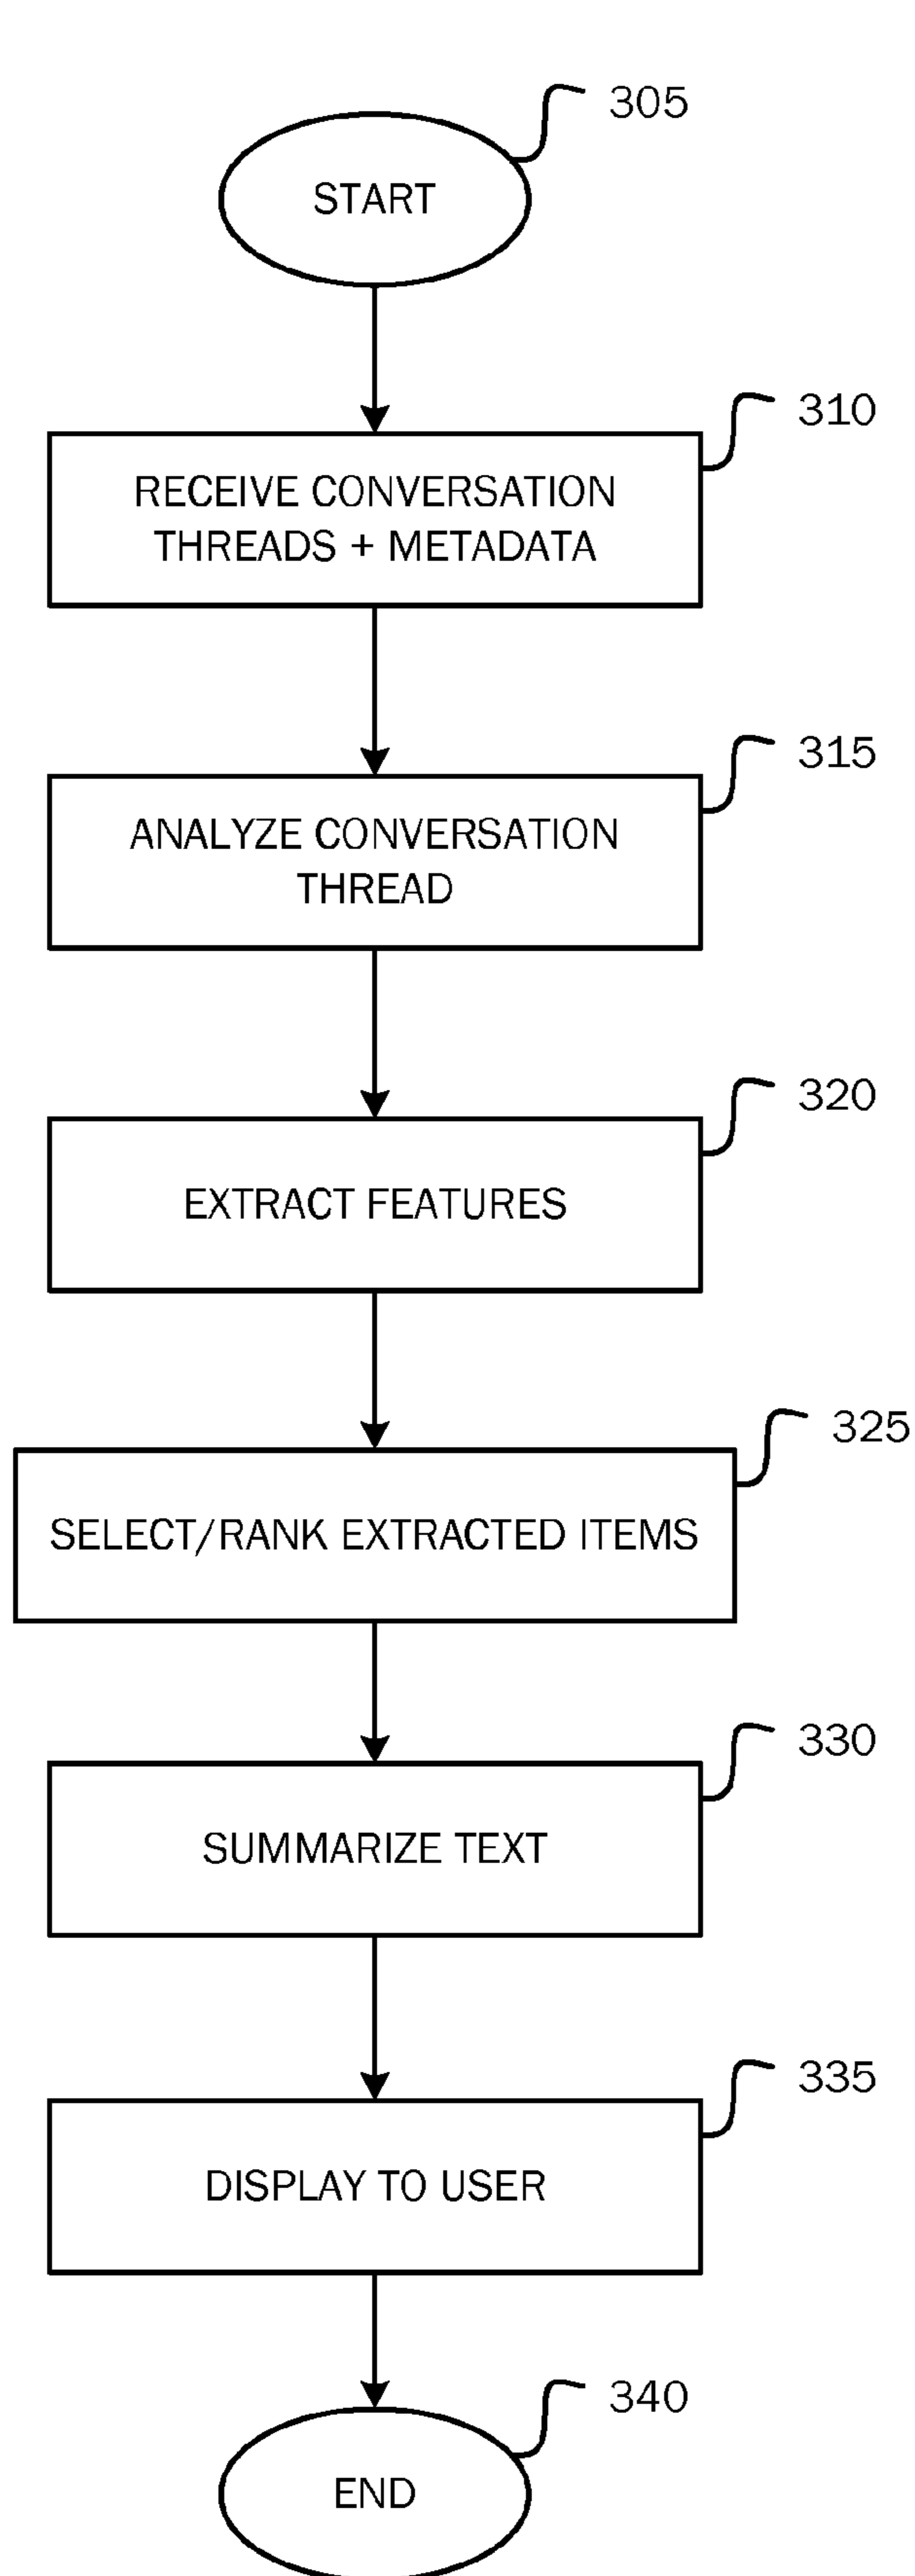 305
START
310
RECEIVE CONVERSATION
THREADS + METADATA
315
ANALYZE CONVERSATION
THREAD
320
EXTRACT FEATURES
325
SELECT/RANK EXTRACTED ITEMS
330
SUMMARIZE TEXT
335
DISPLAY TO USER
340
END